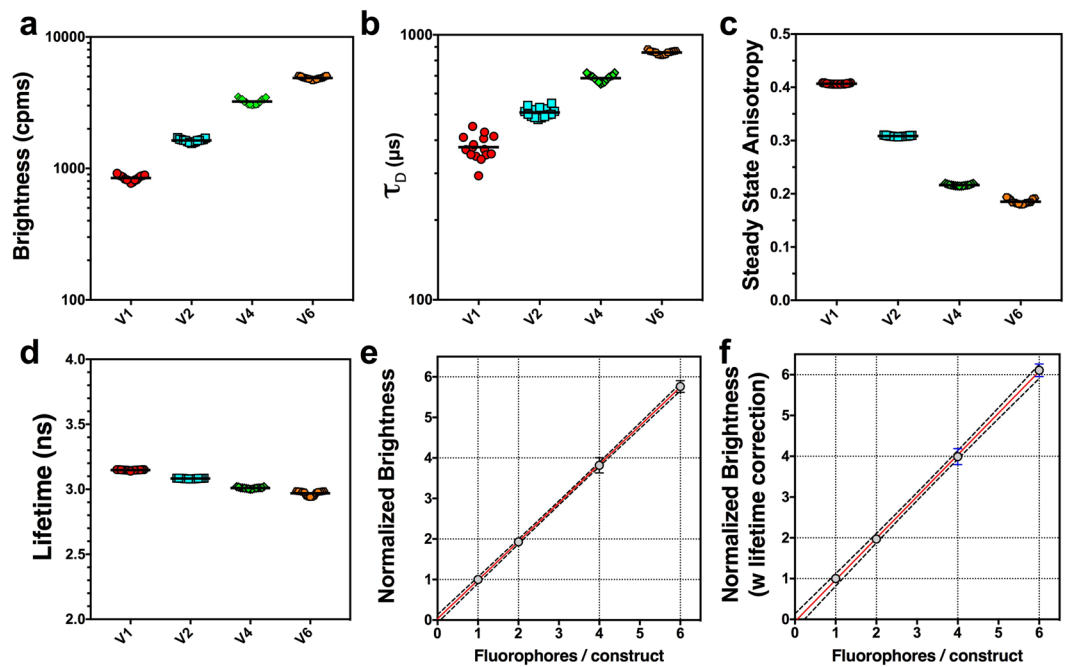 a
Brightness (cpms)
10000
1000
100
V1
V2
V4
V6
b
τD (µs)
1000
100
V1
V2
V4
V6
c
Steady State Anisotropy
0.5
0.4
0.3
0.2
0.1
0.0
V1
V2
V4
V6
d
Lifetime (ns)
4.0
3.5
3.0
2.5
2.0
V1
V2
V4
V6
e
Normalized Brightness
6
5
4
3
2
1
0
0 1 2 3 4 5 6
Fluorophores / construct
f
Normalized Brightness
(w lifetime correction)
6
5
4
3
2
1
0
0 1 2 3 4 5 6
Fluorophores / construct